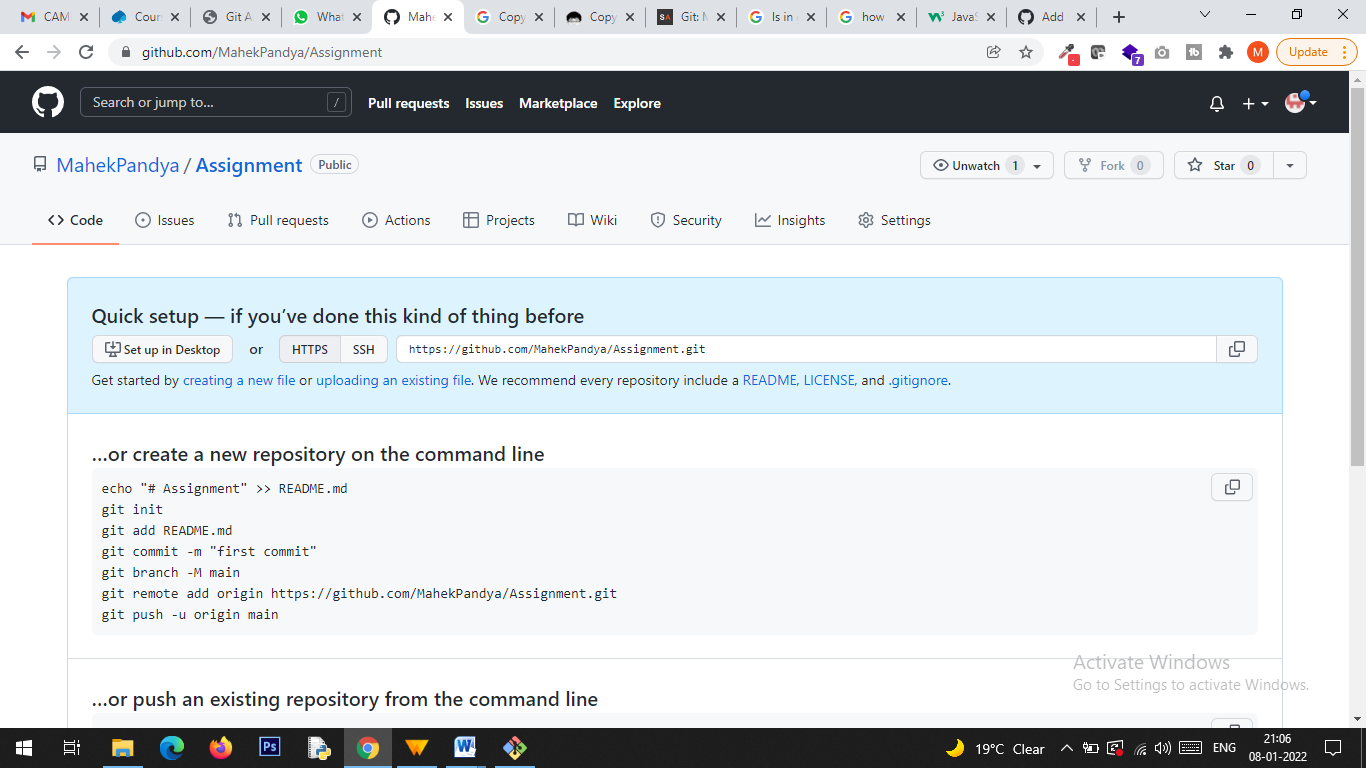 CAM
Cour
Git A
What
Mah
Copy
Copy
Git: M
Is in
how
JavaS
Add
github.com/MahekPandya/Assignment
7
M
Update
Search or jump to...
/
Pull requests
Issues
Marketplace
Explore
MahekPandya / Assignment
Public
Unwatch 1
Fork 0
Star 0
<> Code
Issues
Pull requests
Actions
Projects
Wiki
Security
Insights
Settings
Quick setup — if you’ve done this kind of thing before
Set up in Desktop
or
HTTPS
SSH
https://github.com/MahekPandya/Assignment.git
Get started by creating a new file or uploading an existing file. We recommend every repository include a README, LICENSE, and .gitignore.
…or create a new repository on the command line
echo "# Assignment" >> README.md
git init
git add README.md
git commit -m "first commit"
git branch -M main
git remote add origin https://github.com/MahekPandya/Assignment.git
git push -u origin main
Activate Windows
Go to Settings to activate Windows.
…or push an existing repository from the command line
Ps
W
19°C Clear
ENG
21:06
08-01-2022